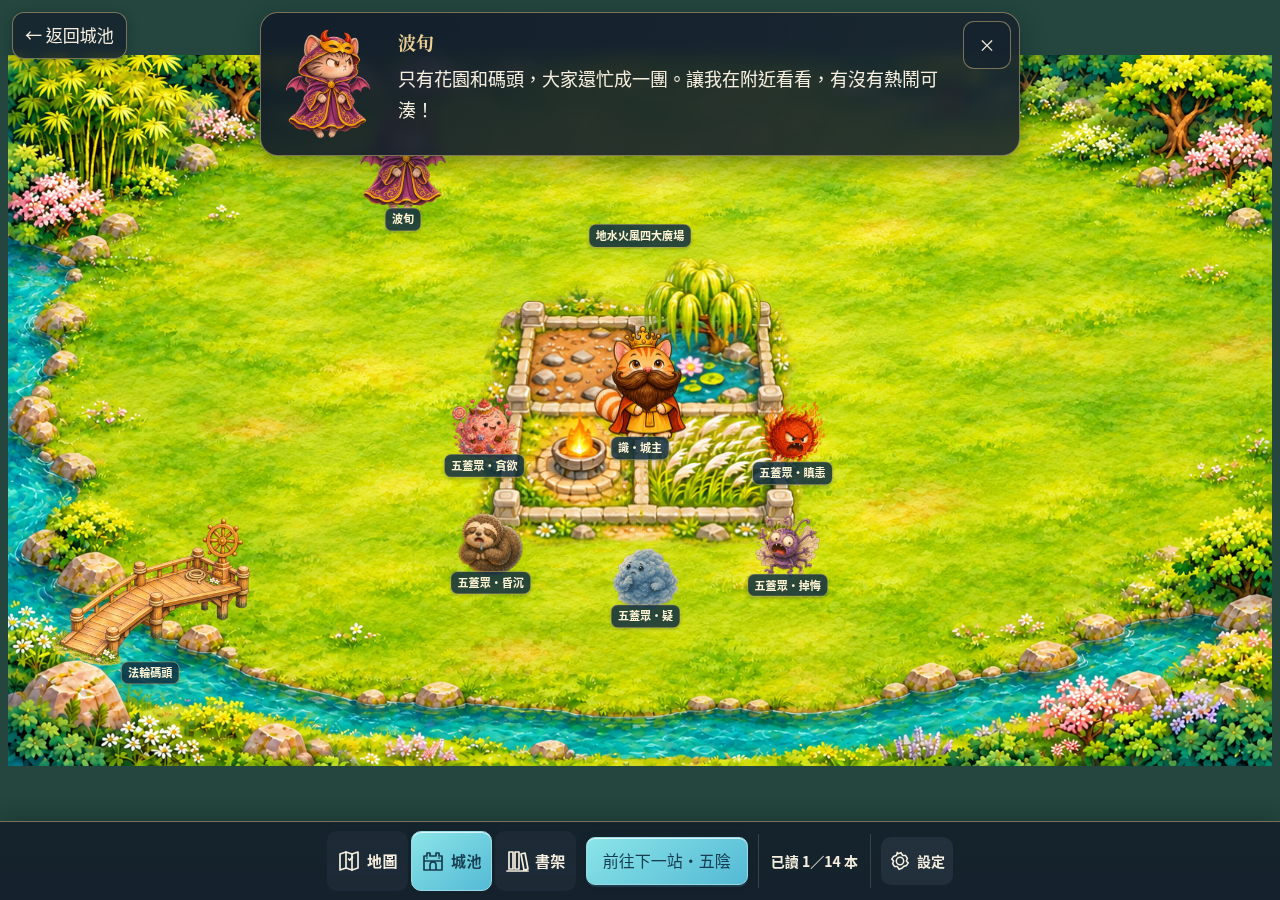 ← 返回城池
波旬
只有花園和碼頭，大家還忙成一團。讓我在附近看看，有沒有熱鬧可
湊！
波旬
地水火風四大廣場
識・城主
五蓋眾・貪欲
五蓋眾・瞋恚
五蓋眾・昏沉
五蓋眾・掉悔
五蓋眾・疑
法輪碼頭
地圖
城池
書架
前往下一站・五陰
已讀 1／14 本
設定